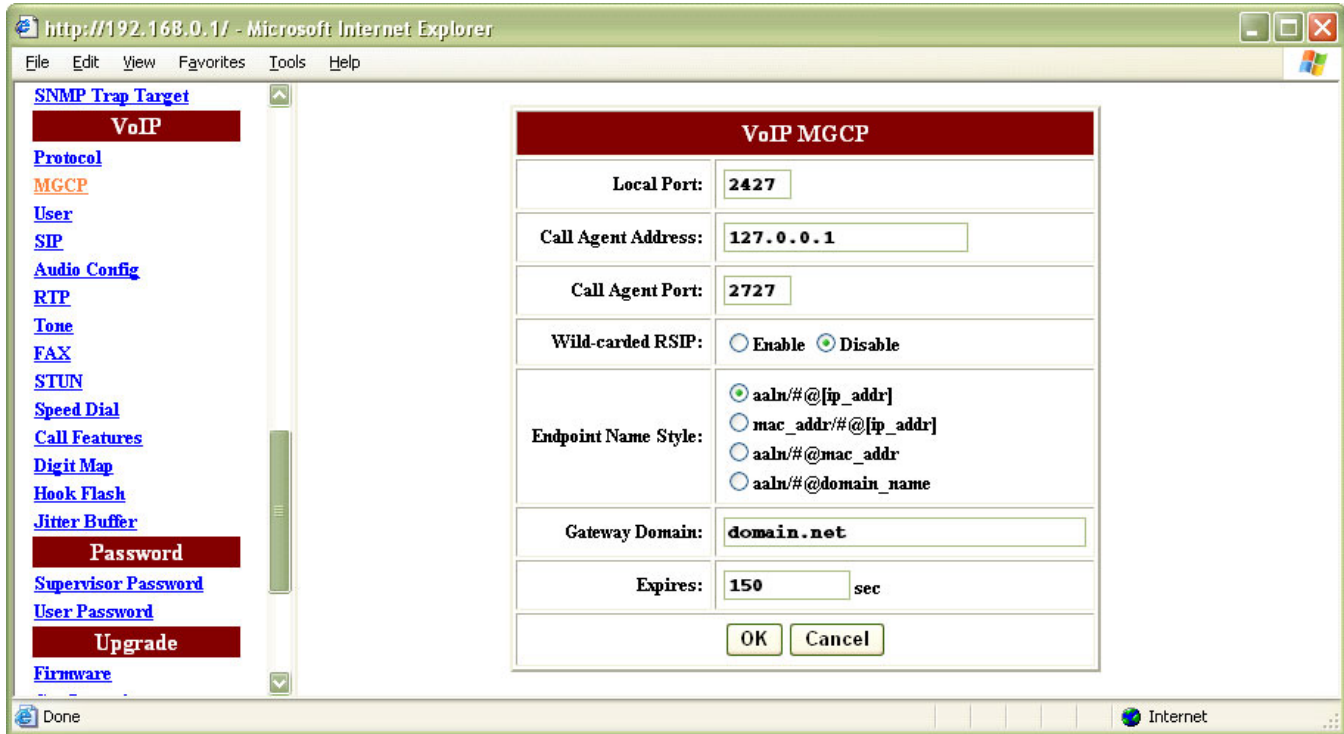 http://192.168.0.1/ - Microsoft Internet Explorer
File Edit View Favorites Tools Help
SNMP Trap Target
VoIP
Protocol
MGCP
User
SIP
Audio Config
RTP
Tone
FAX
STUN
Speed Dial
Call Features
Digit Map
Hook Flash
Jitter Buffer
Password
Supervisor Password
User Password
Upgrade
Firmware
VoIP MGCP
Local Port: 2427
Call Agent Address: 127.0.0.1
Call Agent Port: 2727
Wild-carded RSIP: Enable Disable
Endpoint Name Style:
aaln/#@[ip_addr]
mac_addr/#@[ip_addr]
aaln/#@mac_addr
aaln/#@domain_name
Gateway Domain: domain.net
Expires: 150 sec
OK Cancel
Done Internet